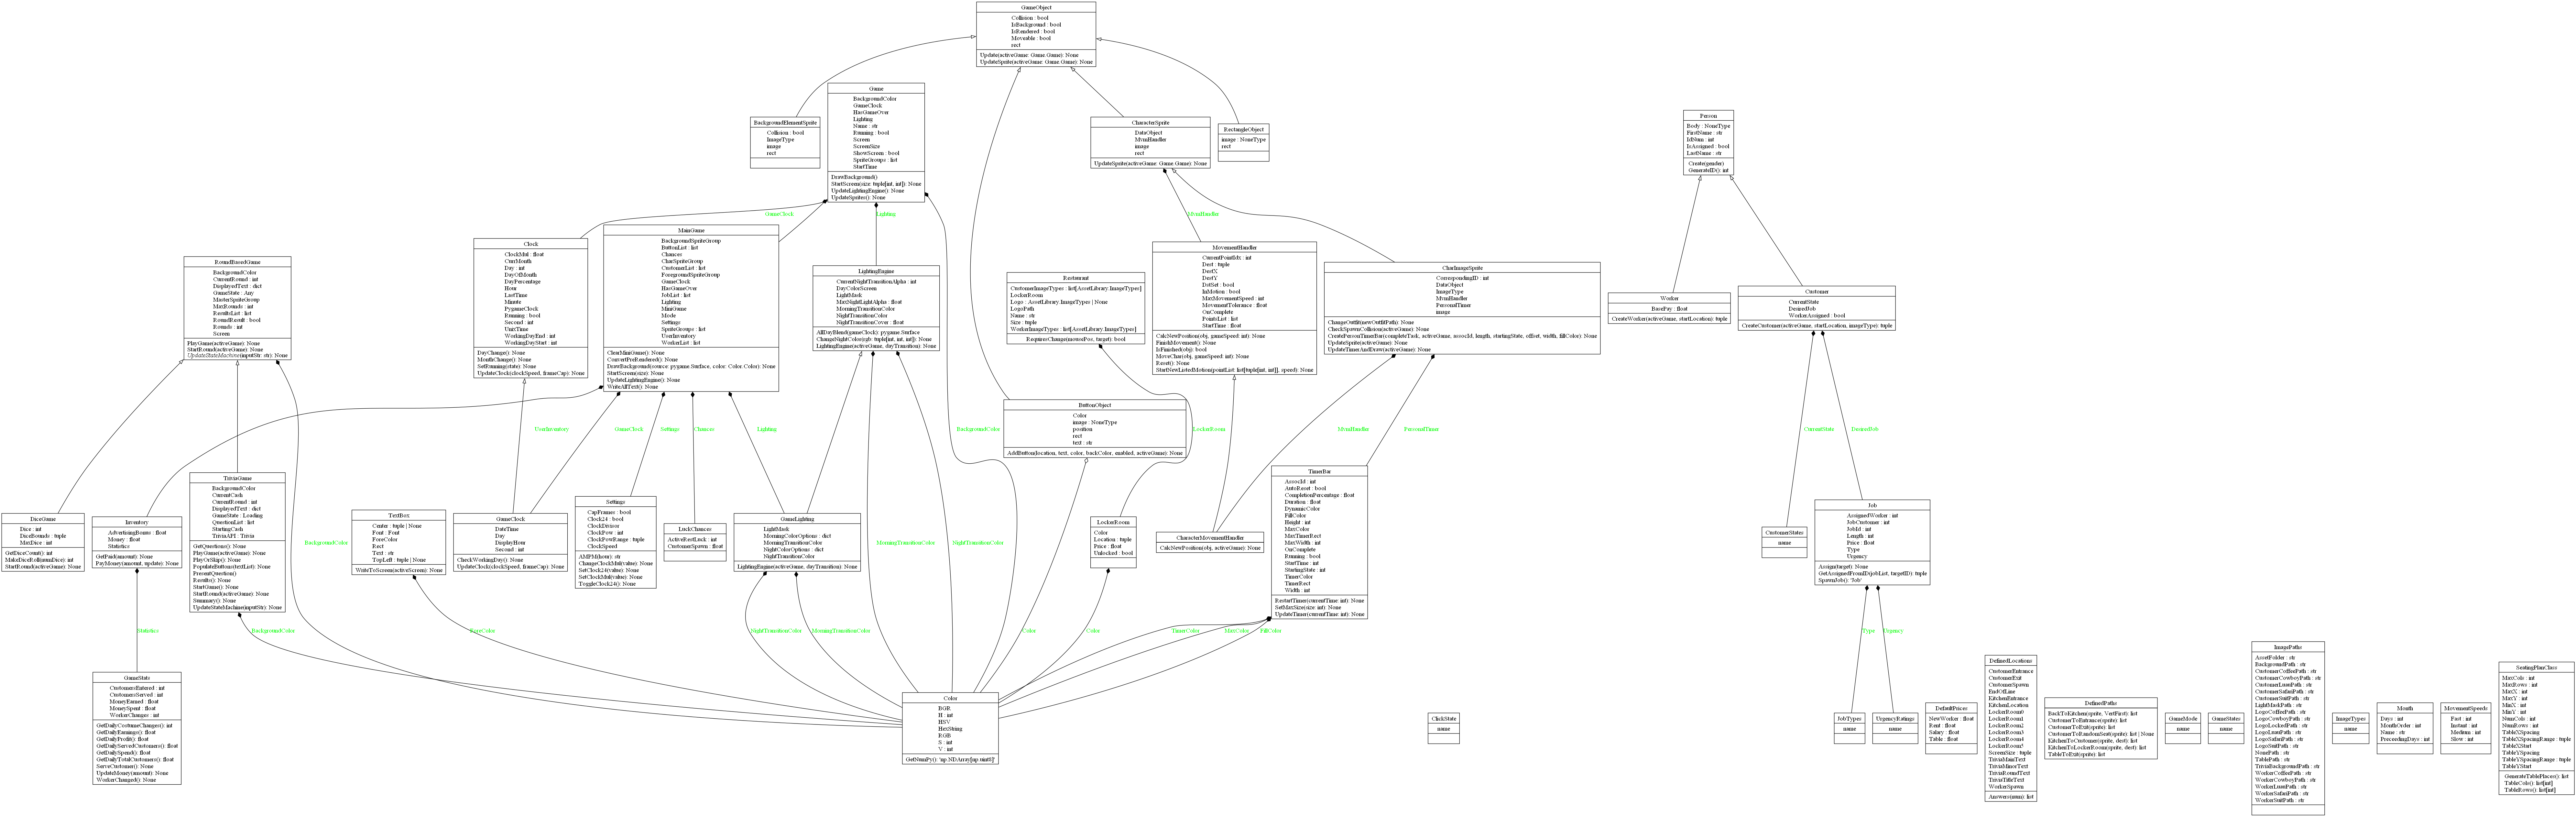 GameObject
Collision : bool
IsBackground : bool
IsRendered : bool
Moveable : bool
rect
Update(activeGame: Game.Game): None
UpdateSprite(activeGame: Game.Game): None
Game
BackgroundColor
GameClock
HasGameOver
Lighting
Name : str
Running : bool
Screen
ScreenSize
ShowScreen : bool
SpriteGroups : list
StartTime
DrawBackground()
StartScreen(size: tuple[int, int]): None
UpdateLightingEngine(): None
UpdateSprites(): None
BackgroundElementSprite
Collision : bool
ImageType
image
rect
CharacterSprite
DataObject
MvmHandler
image
rect
UpdateSprite(activeGame: Game.Game): None
RectangleObject
image : NoneType
rect
Person
Body : NoneType
FirstName : str
IdNum : int
IsAssigned : bool
LastName : str
Create(gender)
GenerateID(): int
GameClock
Lighting
MvmHandler
RoundBasedGame
BackgroundColor
CurrentRound : int
DisplayedText : dict
GameState : Any
MasterSpriteGroup
MaxRounds : int
ResultsList : list
RoundResult : bool
Rounds : int
Screen
PlayGame(activeGame): None
StartRound(activeGame): None
UpdateStateMachine(inputStr: str): None
Clock
ClockMul : float
CurrMonth
Day : int
DayOfMonth
DayPercentage
Hour
LastTime
Minute
PygameClock
Running : bool
Second : int
UnixTime
WorkingDayEnd : int
WorkingDayStart : int
DayChange(): None
MonthChange(): None
SetRunning(state): None
UpdateClock(clockSpeed, frameCap): None
MainGame
BackgroundSpriteGroup
ButtonList : list
Chances
CharSpriteGroup
CustomerList : list
ForegroundSpriteGroup
GameClock
HasGameOver
JobList : list
Lighting
MiniGame
Mode
Settings
SpriteGroups : list
UserInventory
WorkerList : list
ClearMiniGame(): None
ConvertPreRendered(): None
DrawBackground(source: pygame.Surface, color: Color.Color): None
StartScreen(size): None
UpdateLightingEngine(): None
WriteAllText(): None
LightingEngine
CurrentNightTransitionAlpha : int
DayColorScreen
LightMask
MaxNightLightAlpha : float
MorningTransitionColor
NightTransitionColor
NightTransitionCover : float
AllDayBlend(gameClock): pygame.Surface
ChangeNightColor(rgb: tuple[int, int, int]): None
LightingEngine(activeGame, dayTransition): None
Restaurant
CustomerImageTypes : list[AssetLibrary.ImageTypes]
LockerRoom
Logo : AssetLibrary.ImageTypes | None
LogoPath
Name : str
Size : tuple
WorkerImageTypes : list[AssetLibrary.ImageTypes]
RequiresChange(mousePos, target): bool
MovementHandler
CurrentPointIdx : int
Dest : tuple
DestX
DestY
DstSet : bool
InMotion : bool
MaxMovementSpeed : int
MovementTolerance : float
OnComplete
PointsList : list
StartTime : float
CalcNewPosition(obj, gameSpeed: int): None
FinishMovement(): None
IsFinished(obj): bool
MoveChar(obj, gameSpeed: int): None
Reset(): None
StartNewListedMotion(pointList: list[tuple[int, int]], speed): None
CharImageSprite
CorrespondingID : int
DataObject
ImageType
MvmHandler
PersonalTimer
image
ChangeOutfit(newOutfitPath): None
CheckSpawnCollision(activeGame): None
CreatePersonTimerBar(completeTask, activeGame, assocId, length, startingState, offset, width, fillColor): None
UpdateSprite(activeGame): None
UpdateTimerAndDraw(activeGame): None
Worker
BasePay : float
CreateWorker(activeGame, startLocation): tuple
Customer
CurrentState
DesiredJob
WorkerAssigned : bool
CreateCustomer(activeGame, startLocation, imageType): tuple
ButtonObject
Color
image : NoneType
position
rect
text : str
AddButton(location, text, color, backColor, enabled, activeGame): None
UserInventory
GameClock
Settings
Chances
Lighting
BackgroundColor
LockerRoom
MvmHandler
PersonalTimer
CurrentState
DesiredJob
DiceGame
Dice : int
DiceBounds : tuple
MaxDice : int
GetDiceCount(): int
MakeDiceRoll(numDice): int
StartRound(activeGame): None
Inventory
AdvertisingBonus : float
Money : float
Statistics
GetPaid(amount): None
PayMoney(amount, update): None
TriviaGame
BackgroundColor
CurrentCash
CurrentRound : int
DisplayedText : dict
GameState : Loading
QuestionList : list
StartingCash
TriviaAPI : Trivia
GetQuestions(): None
PlayGame(activeGame): None
PlayOrSkip(): None
PopulateButtons(textList): None
PresentQuestion()
Results(): None
StartGame(): None
StartRound(activeGame): None
Summary(): None
UpdateStateMachine(inputStr): None
TextBox
Center : tuple | None
Font : Font
ForeColor
Rect
Text : str
TopLeft : tuple | None
WriteToScreen(activeScreen): None
GameClock
DateTime
Day
DisplayHour
Second : int
CheckWorkingDay(): None
UpdateClock(clockSpeed, frameCap): None
Settings
CapFrames : bool
Clock24 : bool
ClockDivisor
ClockPow : int
ClockPowRange : tuple
ClockSpeed
AMPM(hour): str
ChangeClockMul(value): None
SetClock24(value): None
SetClockMul(value): None
ToggleClock24(): None
LuckChances
ActiveRestLuck : int
CustomerSpawn : float
GameLighting
LightMask
MorningColorOptions : dict
MorningTransitionColor
NightColorOptions : dict
NightTransitionColor
LightingEngine(activeGame, dayTransition): None
LockerRoom
Color
Location : tuple
Price : float
Unlocked : bool
CharacterMovementHandler
CalcNewPosition(obj, activeGame): None
TimerBar
AssocId : int
AutoReset : bool
CompletionPercentage : float
Duration : float
DynamicColor
FillColor
Height : int
MaxColor
MaxTimerRect
MaxWidth : int
OnComplete
Running : bool
StartTime : int
StartingState : int
TimerColor
TimerRect
Width : int
RestartTimer(currentTime: int): None
SetMaxSize(size: int): None
UpdateTimer(currentTime: int): None
CustomerStates
name
Job
AssignedWorker : int
JobCustomer : int
JobId : int
Length : int
Price : float
Type
Urgency
Assign(target): None
GetAssignedFromID(jobList, targetID): tuple
SpawnJob(): 'Job'
BackgroundColor
MorningTransitionColor
NightTransitionColor
Statistics
BackgroundColor
ForeColor
NightTransitionColor
MorningTransitionColor
Color
Color
TimerColor
MaxColor
FillColor
Type
Urgency
GameStats
CustomersEntered : int
CustomersServed : int
MoneyEarned : float
MoneySpent : float
WorkerChanges : int
GetDailyCostumeChanges(): int
GetDailyEarnings(): float
GetDailyProfit(): float
GetDailyServedCustomers(): float
GetDailySpend(): float
GetDailyTotalCustomers(): float
ServeCustomer(): None
UpdateMoney(amount): None
WorkerChanged(): None
Color
BGR
H : int
HSV
HexString
RGB
S : int
V : int
GetNumPy(): 'np.NDArray[np.uint8]'
ClickState
name
JobTypes
name
UrgencyRatings
name
DefaultPrices
NewWorker : float
Rent : float
Salary : float
Table : float
DefinedLocations
CustomerEntrance
CustomerExit
CustomerSpawn
EndOfLine
KitchenEntrance
KitchenLocation
LockerRoom0
LockerRoom1
LockerRoom2
LockerRoom3
LockerRoom4
LockerRoom5
ScreenSize : tuple
TriviaMainText
TriviaMinorText
TriviaRoundText
TriviaTitleText
WorkerSpawn
Answers(num): list
DefinedPaths
BackToKitchen(sprite, VertFirst): list
CustomerToEntrance(sprite): list
CustomerToExit(sprite): list
CustomerToRandomSeat(sprite): list | None
KitchenToCustomer(sprite, dest): list
KitchenToLockerRoom(sprite, dest): list
TableToExit(sprite): list
GameMode
name
GameStates
name
ImagePaths
AssetFolder : str
BackgroundPath : str
CustomerCoffeePath : str
CustomerCowboyPath : str
CustomerLuauPath : str
CustomerSafariPath : str
CustomerSuitPath : str
LightMaskPath : str
LogoCoffeePath : str
LogoCowboyPath : str
LogoLockedPath : str
LogoLuauPath : str
LogoSafariPath : str
LogoSuitPath : str
NonePath : str
TablePath : str
TriviaBackgroundPath : str
WorkerCoffeePath : str
WorkerCowboyPath : str
WorkerLuauPath : str
WorkerSafariPath : str
WorkerSuitPath : str
ImageTypes
name
Month
Days : int
MonthOrder : int
Name : str
PrecedingDays : int
MovementSpeeds
Fast : int
Instant : int
Medium : int
Slow : int
SeatingPlanClass
MaxCols : int
MaxRows : int
MaxX : int
MaxY : int
MinX : int
MinY : int
NumCols : int
NumRows : int
TableXSpacing
TableXSpacingRange : tuple
TableXStart
TableYSpacing
TableYSpacingRange : tuple
TableYStart
GenerateTablePlaces(): list
TableCols(): list[int]
TableRows(): list[int]